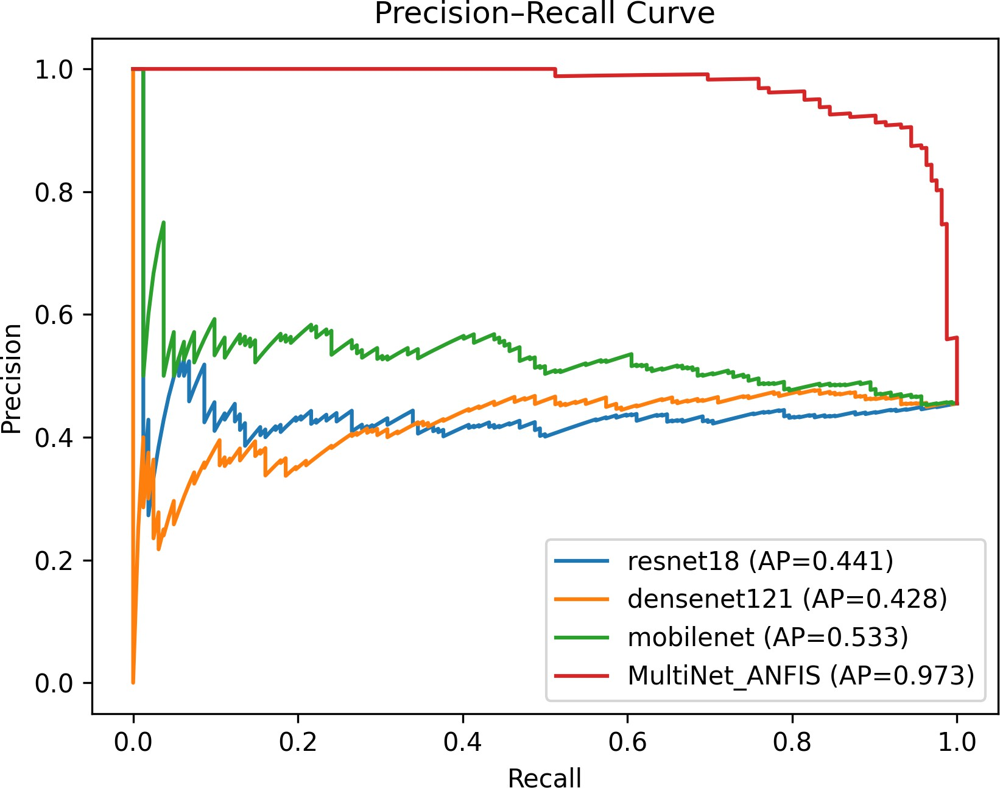 Precision–Recall Curve
Precision
1.0
0.8
0.6
0.4
0.2
0.0
resnet18 (AP=0.441)
densenet121 (AP=0.428)
mobilenet (AP=0.533)
MultiNet_ANFIS (AP=0.973)
0.0 0.2 0.4 0.6 0.8 1.0
Recall